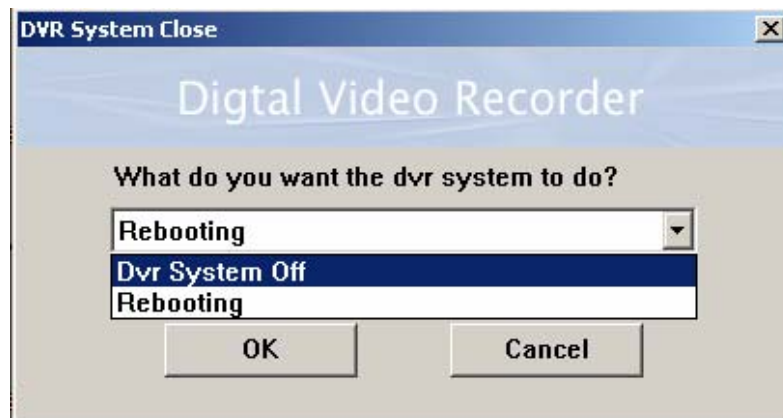 DVR System Close
Digtal Video Recorder
What do you want the dvr system to do?
Rebooting
Dvr System Off
Rebooting
OK Cancel